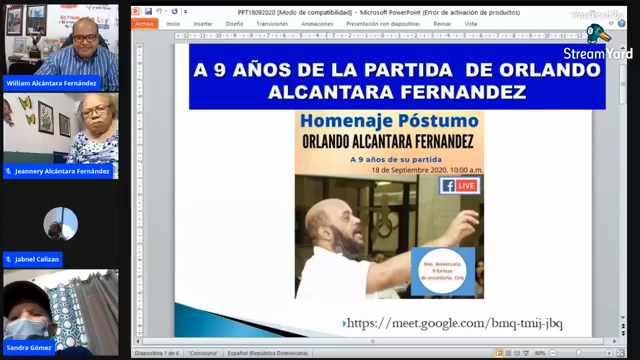 PPT18092020 [Modo de compatibilidad] - Microsoft PowerPoint (Error de activación de productos)
Archivo Inicio Insertar Diseño Transiciones Animaciones Presentación con diapositivas Revisar Vista
Powered by
StreamYard
William Alcántara Fernández
Jeannery Alcántara Fernández
Jabnel Calizan
Sandra Gómez
A 9 AÑOS DE LA PARTIDA DE ORLANDO
ALCANTARA FERNANDEZ
Homenaje Póstumo
ORLANDO ALCANTARA FERNANDEZ
A 9 años de su partida
18 de Septiembre 2020, 10:00 a.m.
f LIVE
9no. Aniversario
9 formas
de recordarte, Orla
https://meet.google.com/bmq-tmij-jbq
Diapositiva 1 de 6 "Concourse" Español (República Dominicana) 90%